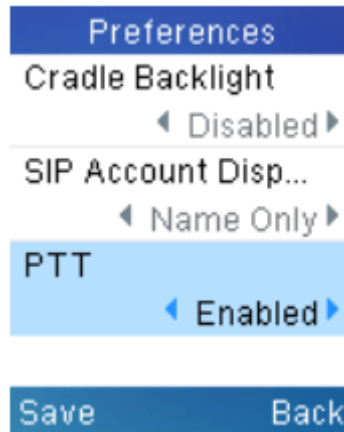 Preferences
Cradle Backlight
Disabled
SIP Account Disp...
Name Only
PTT
Enabled
Save Back